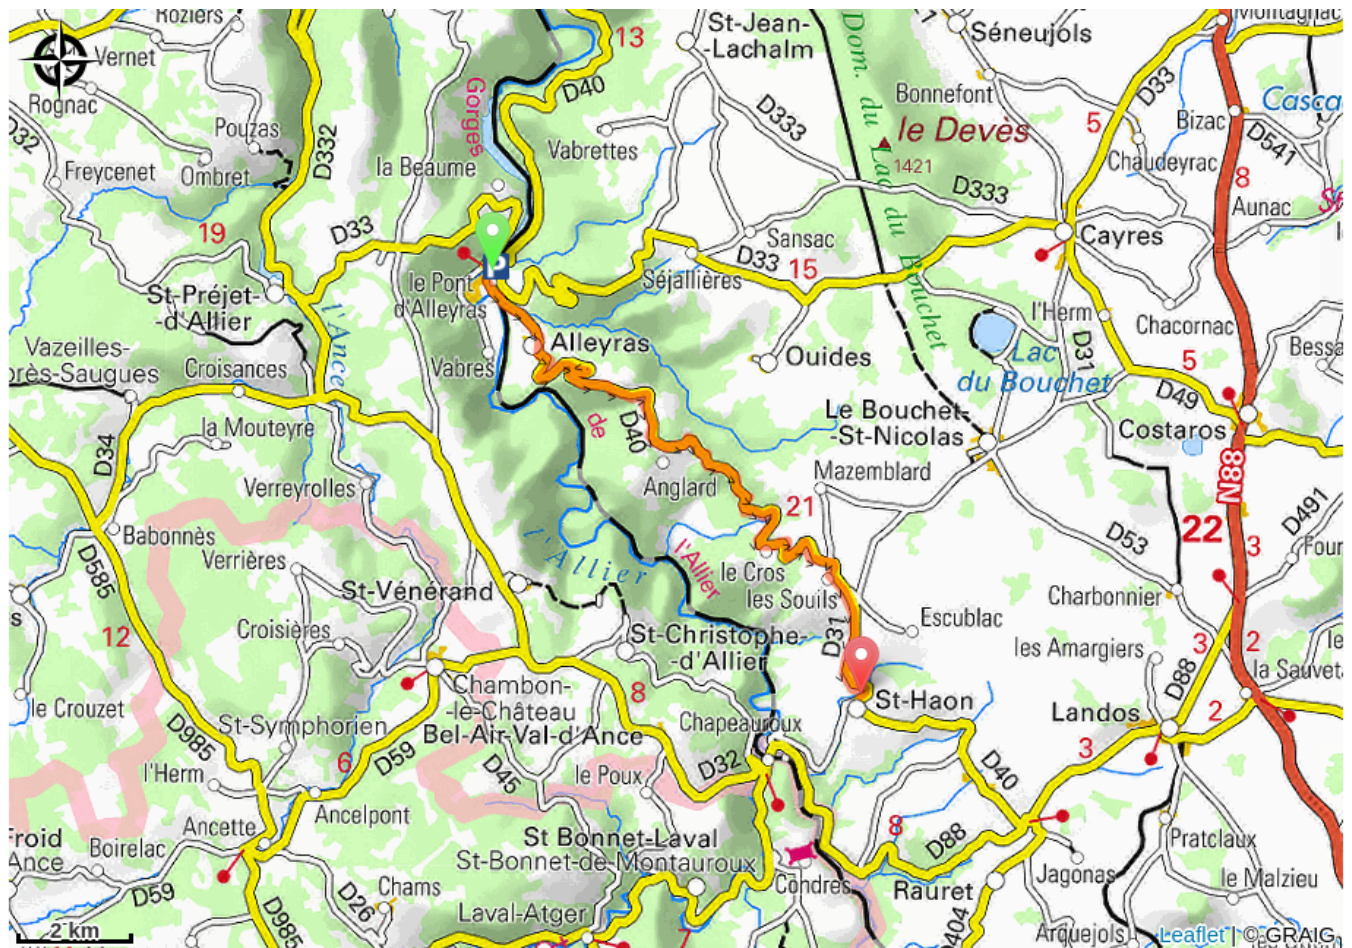 Roziers
13
St-Jean-
-Lachalm
Séneujols
Vernet
D40
D33
Bonnefont
Casca
Rognac
Gorges
Dom. du Lac du Bouchet
le Devès
5
Bizac
D541
D32
Pouzas
D332
D333
Vabrettes
1421
Chaudeyrac
8
Freycenet
Ombret
la Beaume
D333
Aunac
19
D33
Sansac
Cayres
D33
15
le Pont
d'Alleyras
Séjallières
St-Préjet-
-d'Allier
l'Ance
l'Herm
Chacornac
Alleyras
Ouides
Lac
du Bouchet
D31
5
Bessa
Vazeilles-
près-Saugues
Croisances
Vabres
D49
D40
de
Le Bouchet-
-St-Nicolas
Costaros
la Mouteyre
D34
Mazemblard
Anglard
N88
Verreyrolles
21
D491
Babonnès
22
3
D53
Four
Verrières
l'Allier
l'Allier
le Cros
D585
St-Vénérand
les Souils
Charbonnier
Escublac
12
Croisières
St-Christophe-
-d'Allier
D31
les Amargiers
3
2
le
la Sauvet
D88
8
Chambon-
-le-Château
Bel-Air-Val-d'Ance
le Crouzet
St-Haon
Landos
2
St-Symphorien
Chapeauroux
D985
6
D59
3
l'Herm
D45
le Poux
D32
D40
Ancelpont
Froid
Ance
Ancette
St Bonnet-Laval
8
D88
Boirelac
St-Bonnet-de-Montauroux
Pratclaux
D59
D26
Chams
Condres
Rauret
Jagonas
le Malzieu
D985
Laval-Atger
D404
Arquejols
2 km
7
Leaflet | © GRAIG,